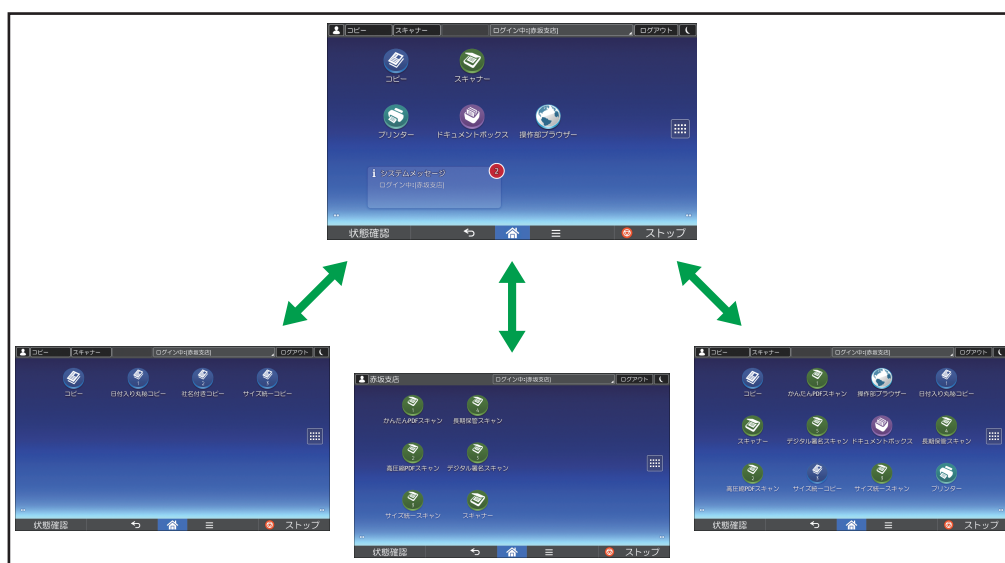 コピー スキャナー ログイン中:[赤坂支店] ログアウト
コピー スキャナー
プリンター ドキュメントボックス 操作部ブラウザー
システムメッセージ 2
ログイン中:[赤坂支店]
状態確認 ストップ
コピー スキャナー ログイン中:[赤坂支店] ログアウト
コピー 日付入り丸秘コピー 社名付きコピー サイズ統一コピー
状態確認 ストップ
赤坂支店 ログイン中:[赤坂支店] ログアウト
かんたんPDFスキャン 長期保管スキャン
高圧縮PDFスキャン デジタル署名スキャン
サイズ統一スキャン スキャナー
状態確認 ストップ
コピー スキャナー ログイン中:[赤坂支店] ログアウト
コピー かんたんPDFスキャン 操作部ブラウザー 日付入り丸秘コピー
スキャナー デジタル署名スキャン ドキュメントボックス 長期保管スキャン
高圧縮PDFスキャン サイズ統一コピー サイズ統一スキャン プリンター
状態確認 ストップ